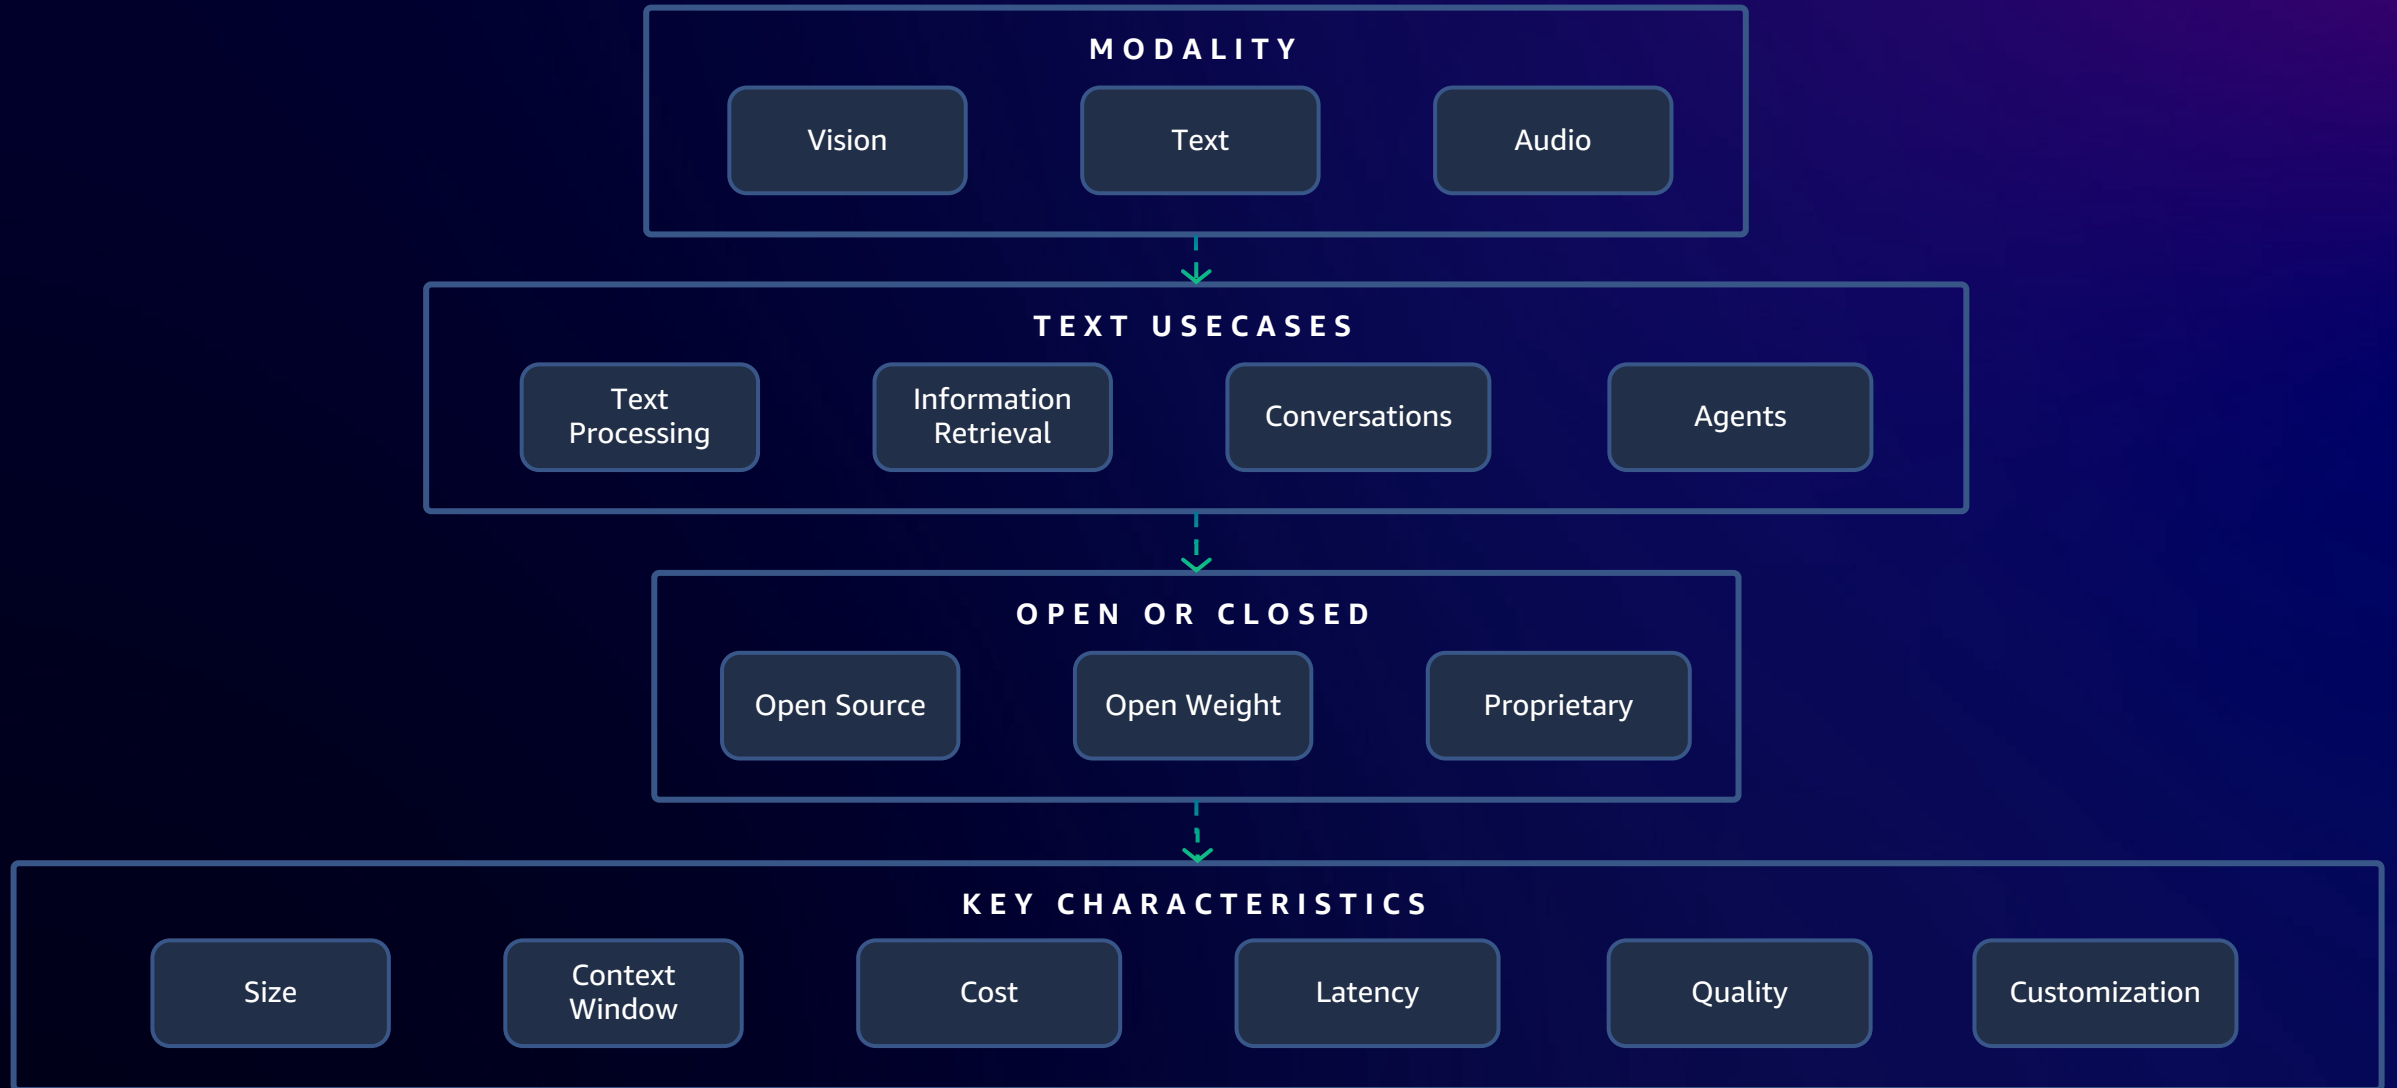 MODALITY
Vision
Text
Audio
TEXT USECASES
Text
Processing
Information
Retrieval
Conversations
Agents
OPEN OR CLOSED
Open Source
Open Weight
Proprietary
KEY CHARACTERISTICS
Size
Context
Window
Cost
Latency
Quality
Customization